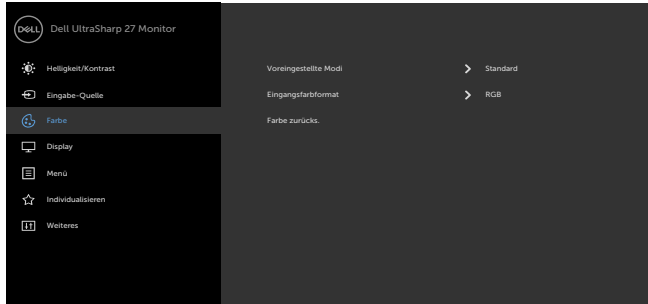 DELL Dell UltraSharp 27 Monitor
Helligkeit/Kontrast
Eingabe-Quelle
Farbe
Display
Menü
Individualisieren
Weiteres
Voreingestellte Modi Standard
Eingangsfarbformat RGB
Farbe zurücks.